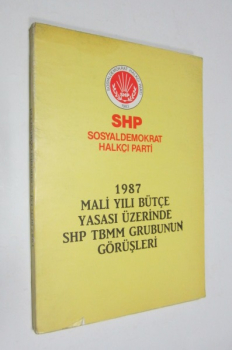 SHP
SOSYALDEMOKRAT
HALKÇI PARTİ
1987
MALİ YILI BÜTÇE
YASASI ÜZERİNDE
SHP TBMM GRUBUNUN
GÖRÜŞLERİ